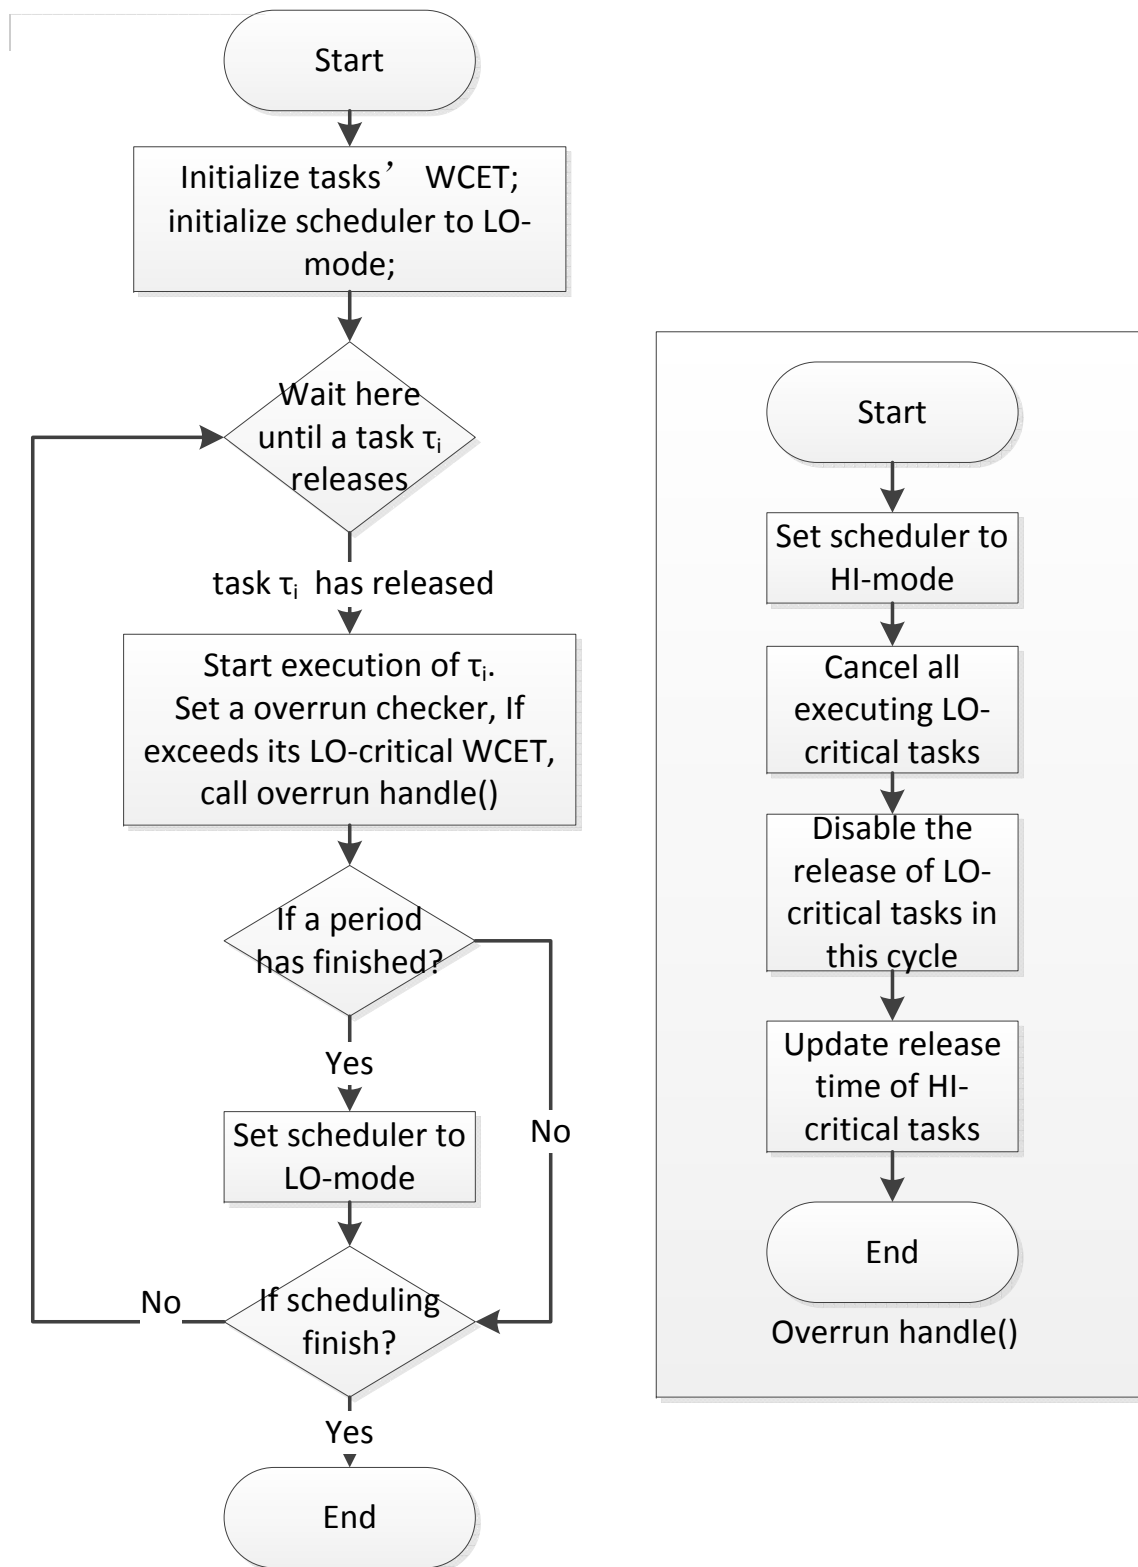 Start
Initialize tasks’ WCET;
initialize scheduler to LO-
mode;
Wait here
until a task τi
releases
task τi has released
Start execution of τi.
Set a overrun checker, If
exceeds its LO-critical WCET,
call overrun handle()
If a period
has finished?
Yes
No
Set scheduler to
LO-mode
If scheduling
finish?
No
Yes
End
Start
Set scheduler to
HI-mode
Cancel all
executing LO-
critical tasks
Disable the
release of LO-
critical tasks in
this cycle
Update release
time of HI-
critical tasks
End
Overrun handle()